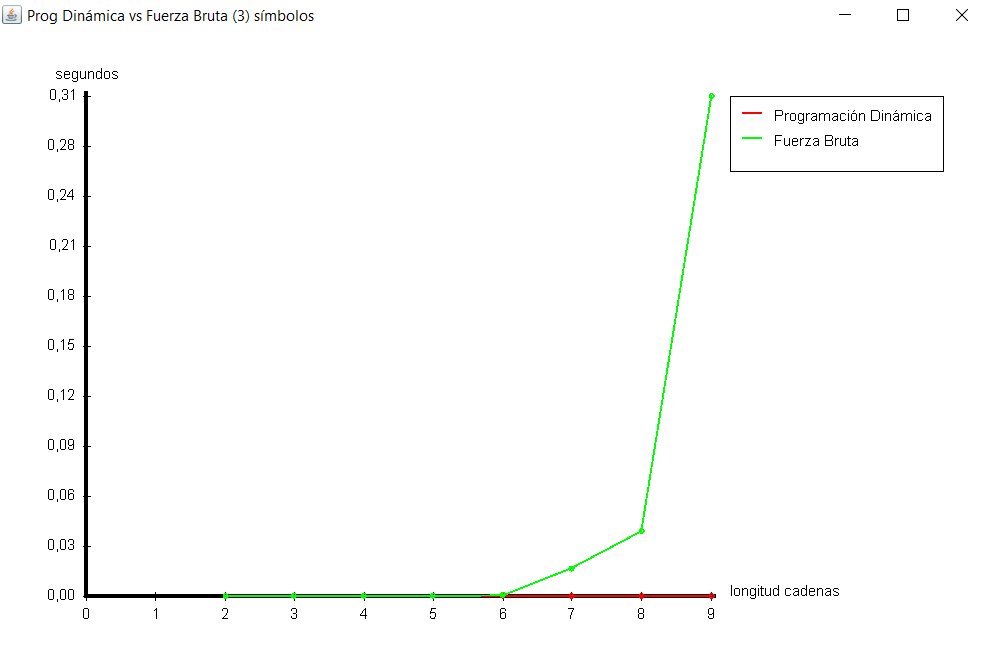 Prog Dinámica vs Fuerza Bruta (3) símbolos
segundos
0,31
0,28
0,24
0,21
0,18
0,15
0,12
0,09
0,06
0,03
0,00
0 1 2 3 4 5 6 7 8 9
longitud cadenas
Programación Dinámica
Fuerza Bruta